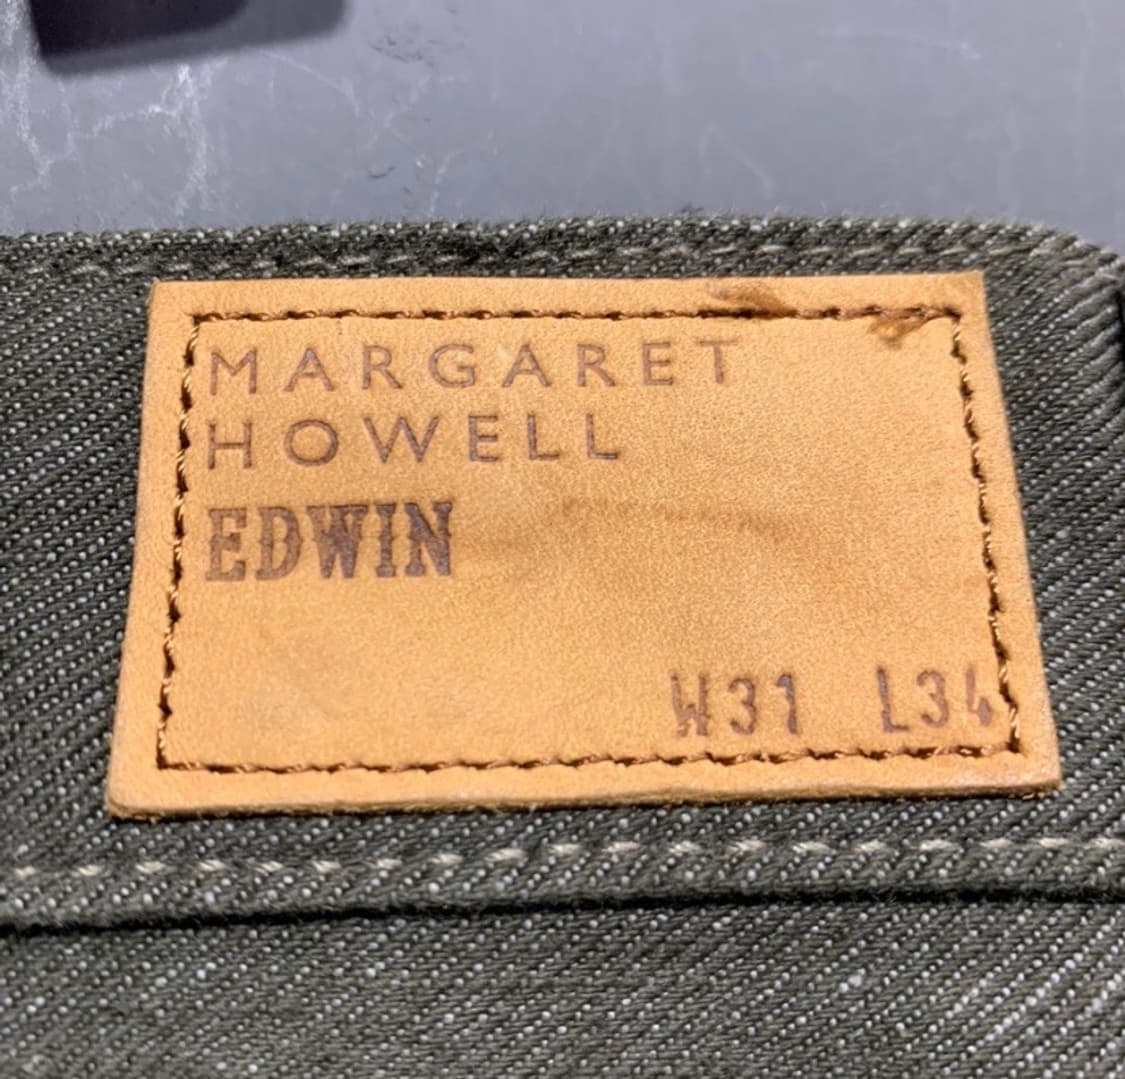 MARGARET
HOWELL
EDWIN
W31 L34